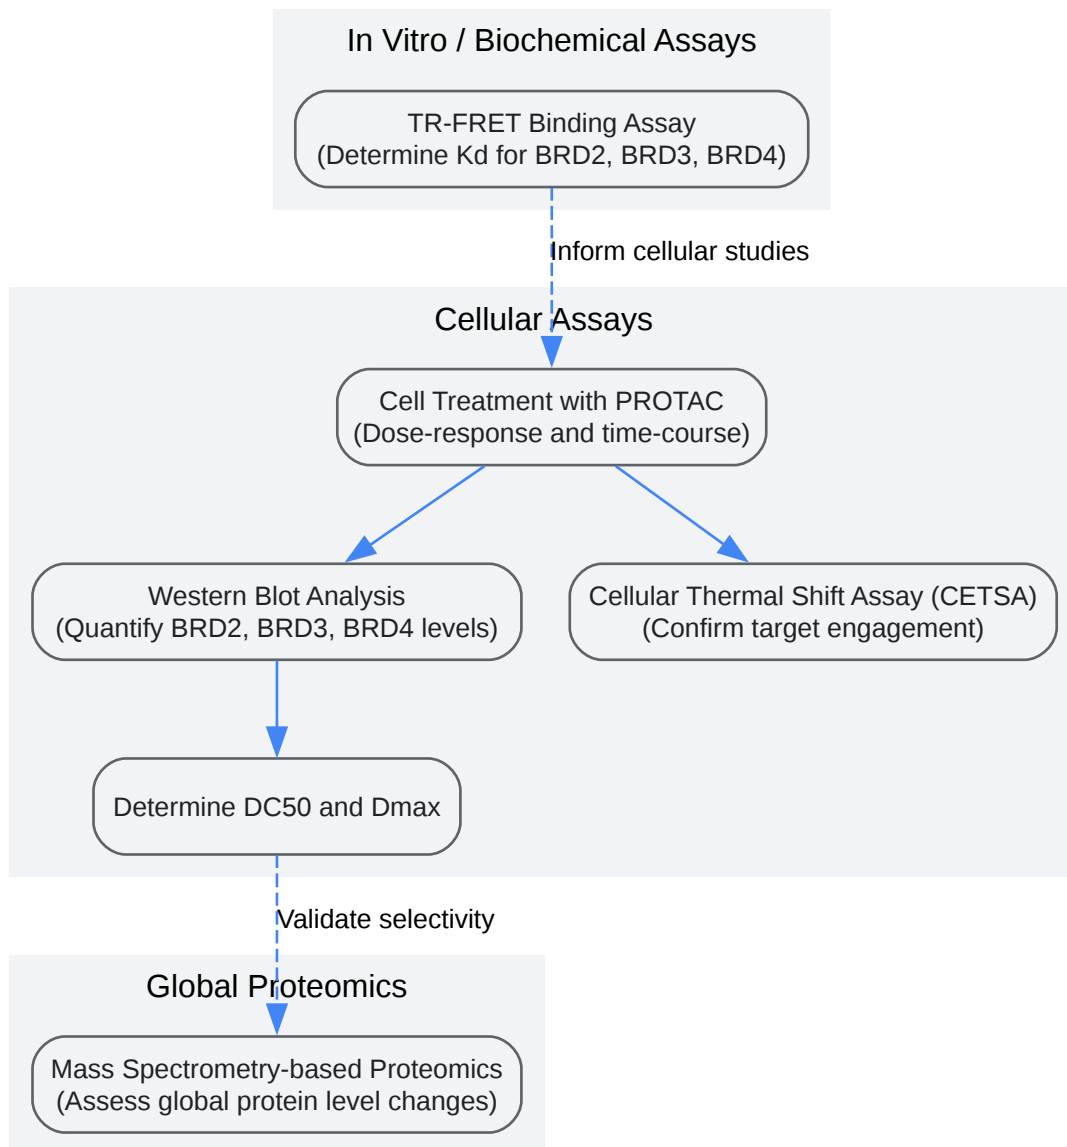 In Vitro / Biochemical Assays
TR-FRET Binding Assay
(Determine Kd for BRD2, BRD3, BRD4)
Inform cellular studies
Cellular Assays
Cell Treatment with PROTAC
(Dose-response and time-course)
Western Blot Analysis
(Quantify BRD2, BRD3, BRD4 levels)
Cellular Thermal Shift Assay (CETSA)
(Confirm target engagement)
Determine DC50 and Dmax
Validate selectivity
Global Proteomics
Mass Spectrometry-based Proteomics
(Assess global protein level changes)